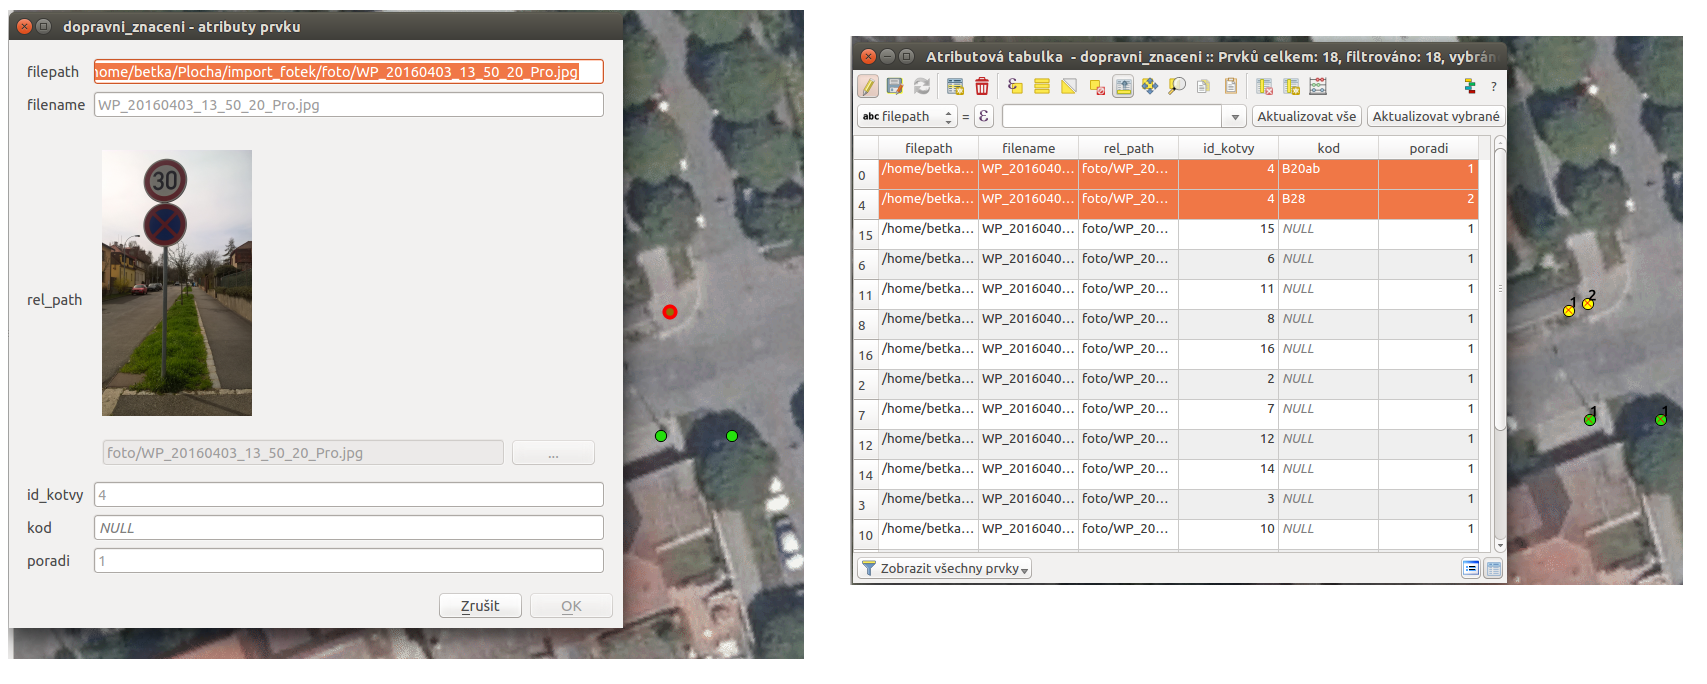 dopravni_znaceni - atributy prvku
filepath
home/betka/Plocha/import_fotek/foto/WP_20160403_13_50_20_Pro.jpg
filename
WP_20160403_13_50_20_Pro.jpg
30
rel_path
foto/WP_20160403_13_50_20_Pro.jpg
...
id_kotvy
4
kod
NULL
poradi
1
Zrušit
OK
Atributová tabulka - dopravni_znaceni :: Prvků celkem: 18, filtrováno: 18, vybrán
?
abc filepath
=
ε
Aktualizovat vše
Aktualizovat vybrané
filepath filename rel_path id_kotvy kod poradi
0 /home/betka... WP_2016040... foto/WP_20... 4 B20ab 1
4 /home/betka... WP_2016040... foto/WP_20... 4 B28 2
15 /home/betka... WP_2016040... foto/WP_20... 15 NULL 1
6 /home/betka... WP_2016040... foto/WP_20... 6 NULL 1
11 /home/betka... WP_2016040... foto/WP_20... 11 NULL 1
8 /home/betka... WP_2016040... foto/WP_20... 8 NULL 1
16 /home/betka... WP_2016040... foto/WP_20... 16 NULL 1
2 /home/betka... WP_2016040... foto/WP_20... 2 NULL 1
7 /home/betka... WP_2016040... foto/WP_20... 7 NULL 1
12 /home/betka... WP_2016040... foto/WP_20... 12 NULL 1
14 /home/betka... WP_2016040... foto/WP_20... 14 NULL 1
3 /home/betka... WP_2016040... foto/WP_20... 3 NULL 1
10 /home/betka... WP_2016040... foto/WP_20... 10 NULL 1
Zobrazit všechny prvky
1 2
1 1